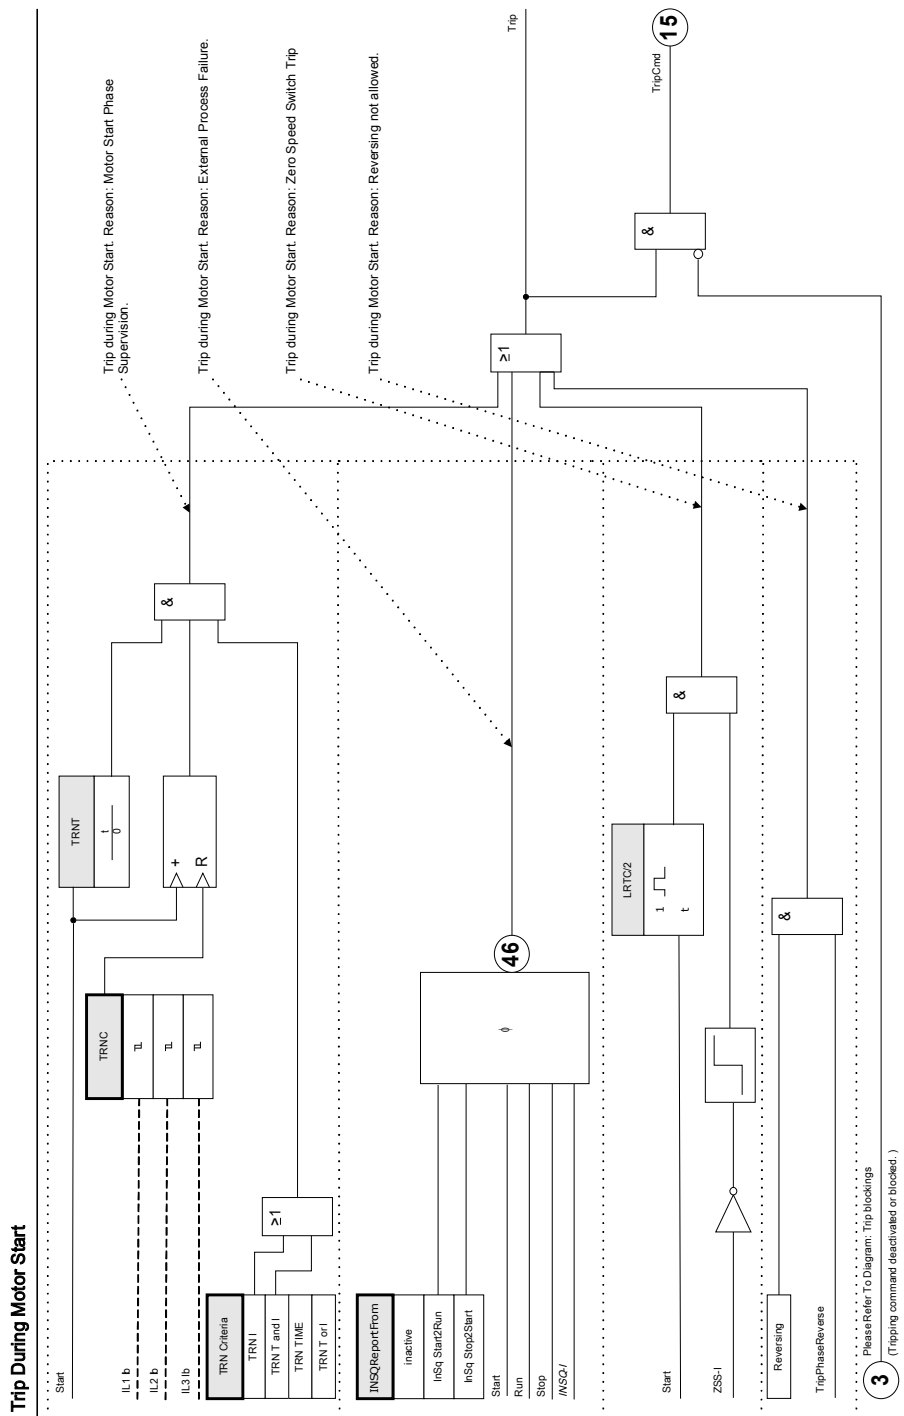 Trip During Motor Start
Start
IL1 Ib
IL2 Ib
IL3 Ib
TRN Criteria
TRN I
TRN T and I
TRN TIME
TRN T or I
≥1
TRNC
TRNT
t
0
+
R
&
Trip during Motor Start. Reason: Motor Start Phase
Supervision.
Trip during Motor Start. Reason: External Process Failure.
Trip during Motor Start. Reason: Zero Speed Switch Trip
Trip during Motor Start. Reason: Reversing not allowed.
INSQReportFrom
inactive
InSq Start2Run
InSq Stop2Start
Start
Run
Stop
INSQ-I
φ
46
≥1
Trip
Start
LRTC/2
1
t
&
ZSS-I
Reversing
TripPhaseReverse
&
&
TripCmd
15
3
Please Refer To Diagram: Trip blockings
(Tripping command deactivated or blocked. )